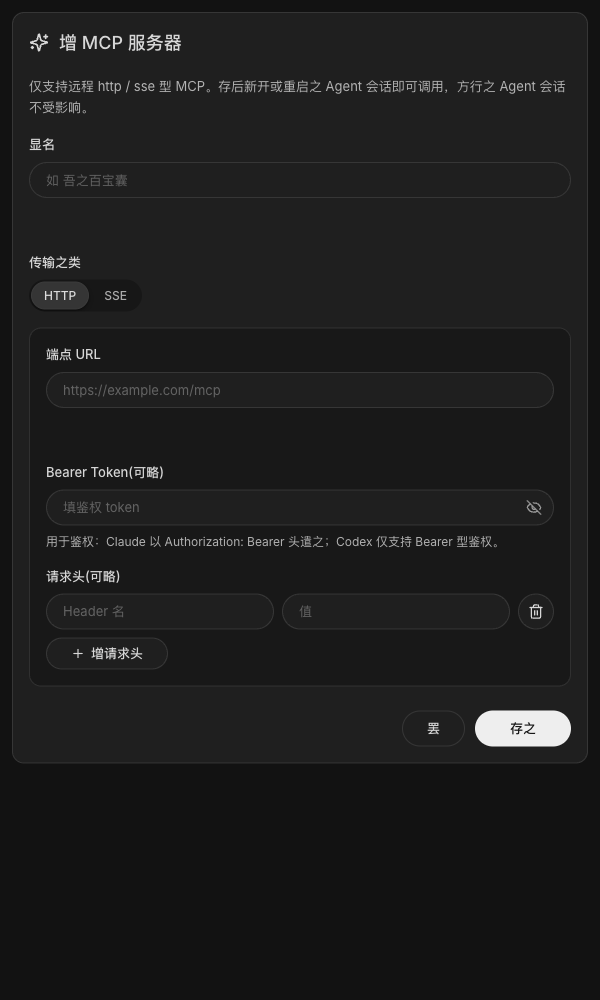 增 MCP 服务器
仅支持远程 http / sse 型 MCP。存后新开或重启之 Agent 会话即可调用，方行之 Agent 会话
不受影响。
显名
如 吾之百宝囊
传输之类
HTTP SSE
端点 URL
https://example.com/mcp
Bearer Token(可略)
填鉴权 token
用于鉴权：Claude 以 Authorization: Bearer 头遣之；Codex 仅支持 Bearer 型鉴权。
请求头(可略)
Header 名 值
+ 增请求头
罢 存之